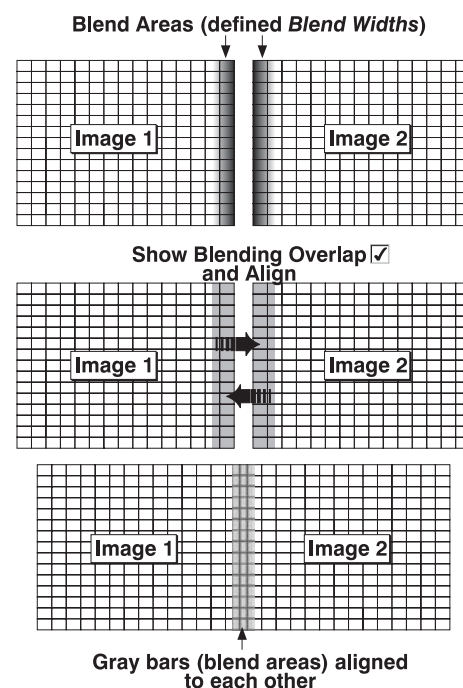 Blend Areas (defined Blend Widths)
Image 1
Image 2
Show Blending Overlap ✓
and Align
Image 1
Image 2
Image 1
Image 2
Gray bars (blend areas) aligned
to each other